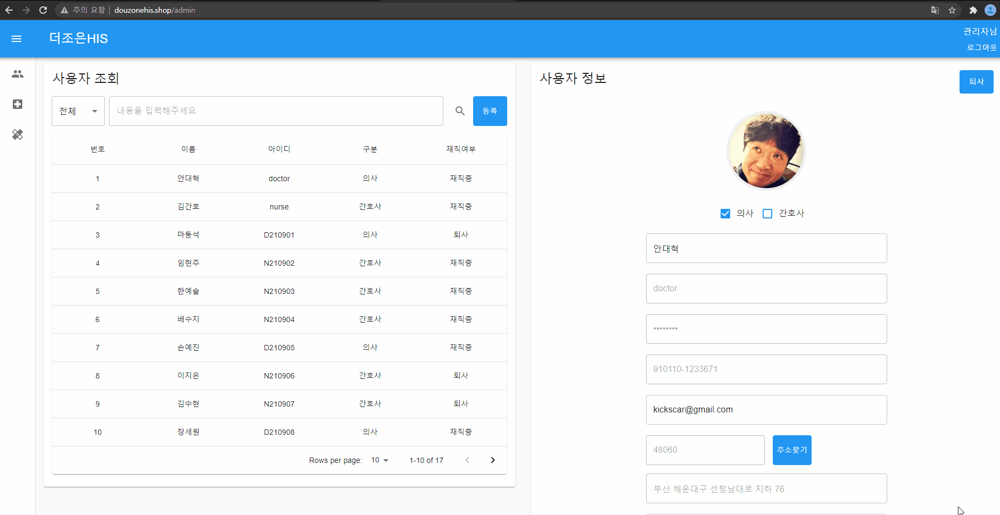 주의 요함 douzonehis.shop/admin
더조은HIS
관리자님
로그아웃
사용자 조회
전체
내용을 입력해주세요
등록
번호 이름 아이디 구분 재직여부
1 안대혁 doctor 의사 재직중
2 김간호 nurse 간호사 재직중
3 마동석 D210901 의사 퇴사
4 임현주 N210902 간호사 재직중
5 한예슬 N210903 간호사 재직중
6 배수지 N210904 간호사 재직중
7 손예진 D210905 의사 재직중
8 이지은 N210906 간호사 퇴사
9 김수현 N210907 간호사 퇴사
10 장세원 D210908 의사 재직중
Rows per page: 10 1-10 of 17
사용자 정보
퇴사
의사 간호사
안대혁
doctor
••••••••
910110-1233671
kickscar@gmail.com
48060
주소찾기
부산 해운대구 센텀남대로 지하 76